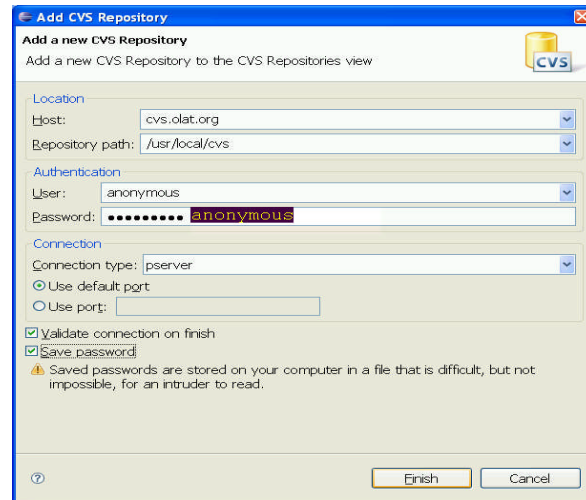 Add CVS Repository
Add a new CVS Repository
Add a new CVS Repository to the CVS Repositories view
CVS
Location
Host: cvs.olat.org
Repository path: /usr/local/cvs
Authentication
User: anonymous
Password: ●●●●●●●●● anonymous
Connection
Connection type: pserver
Use default port
Use port:
Validate connection on finish
Save password
Saved passwords are stored on your computer in a file that is difficult, but not
impossible, for an intruder to read.
? Finish Cancel